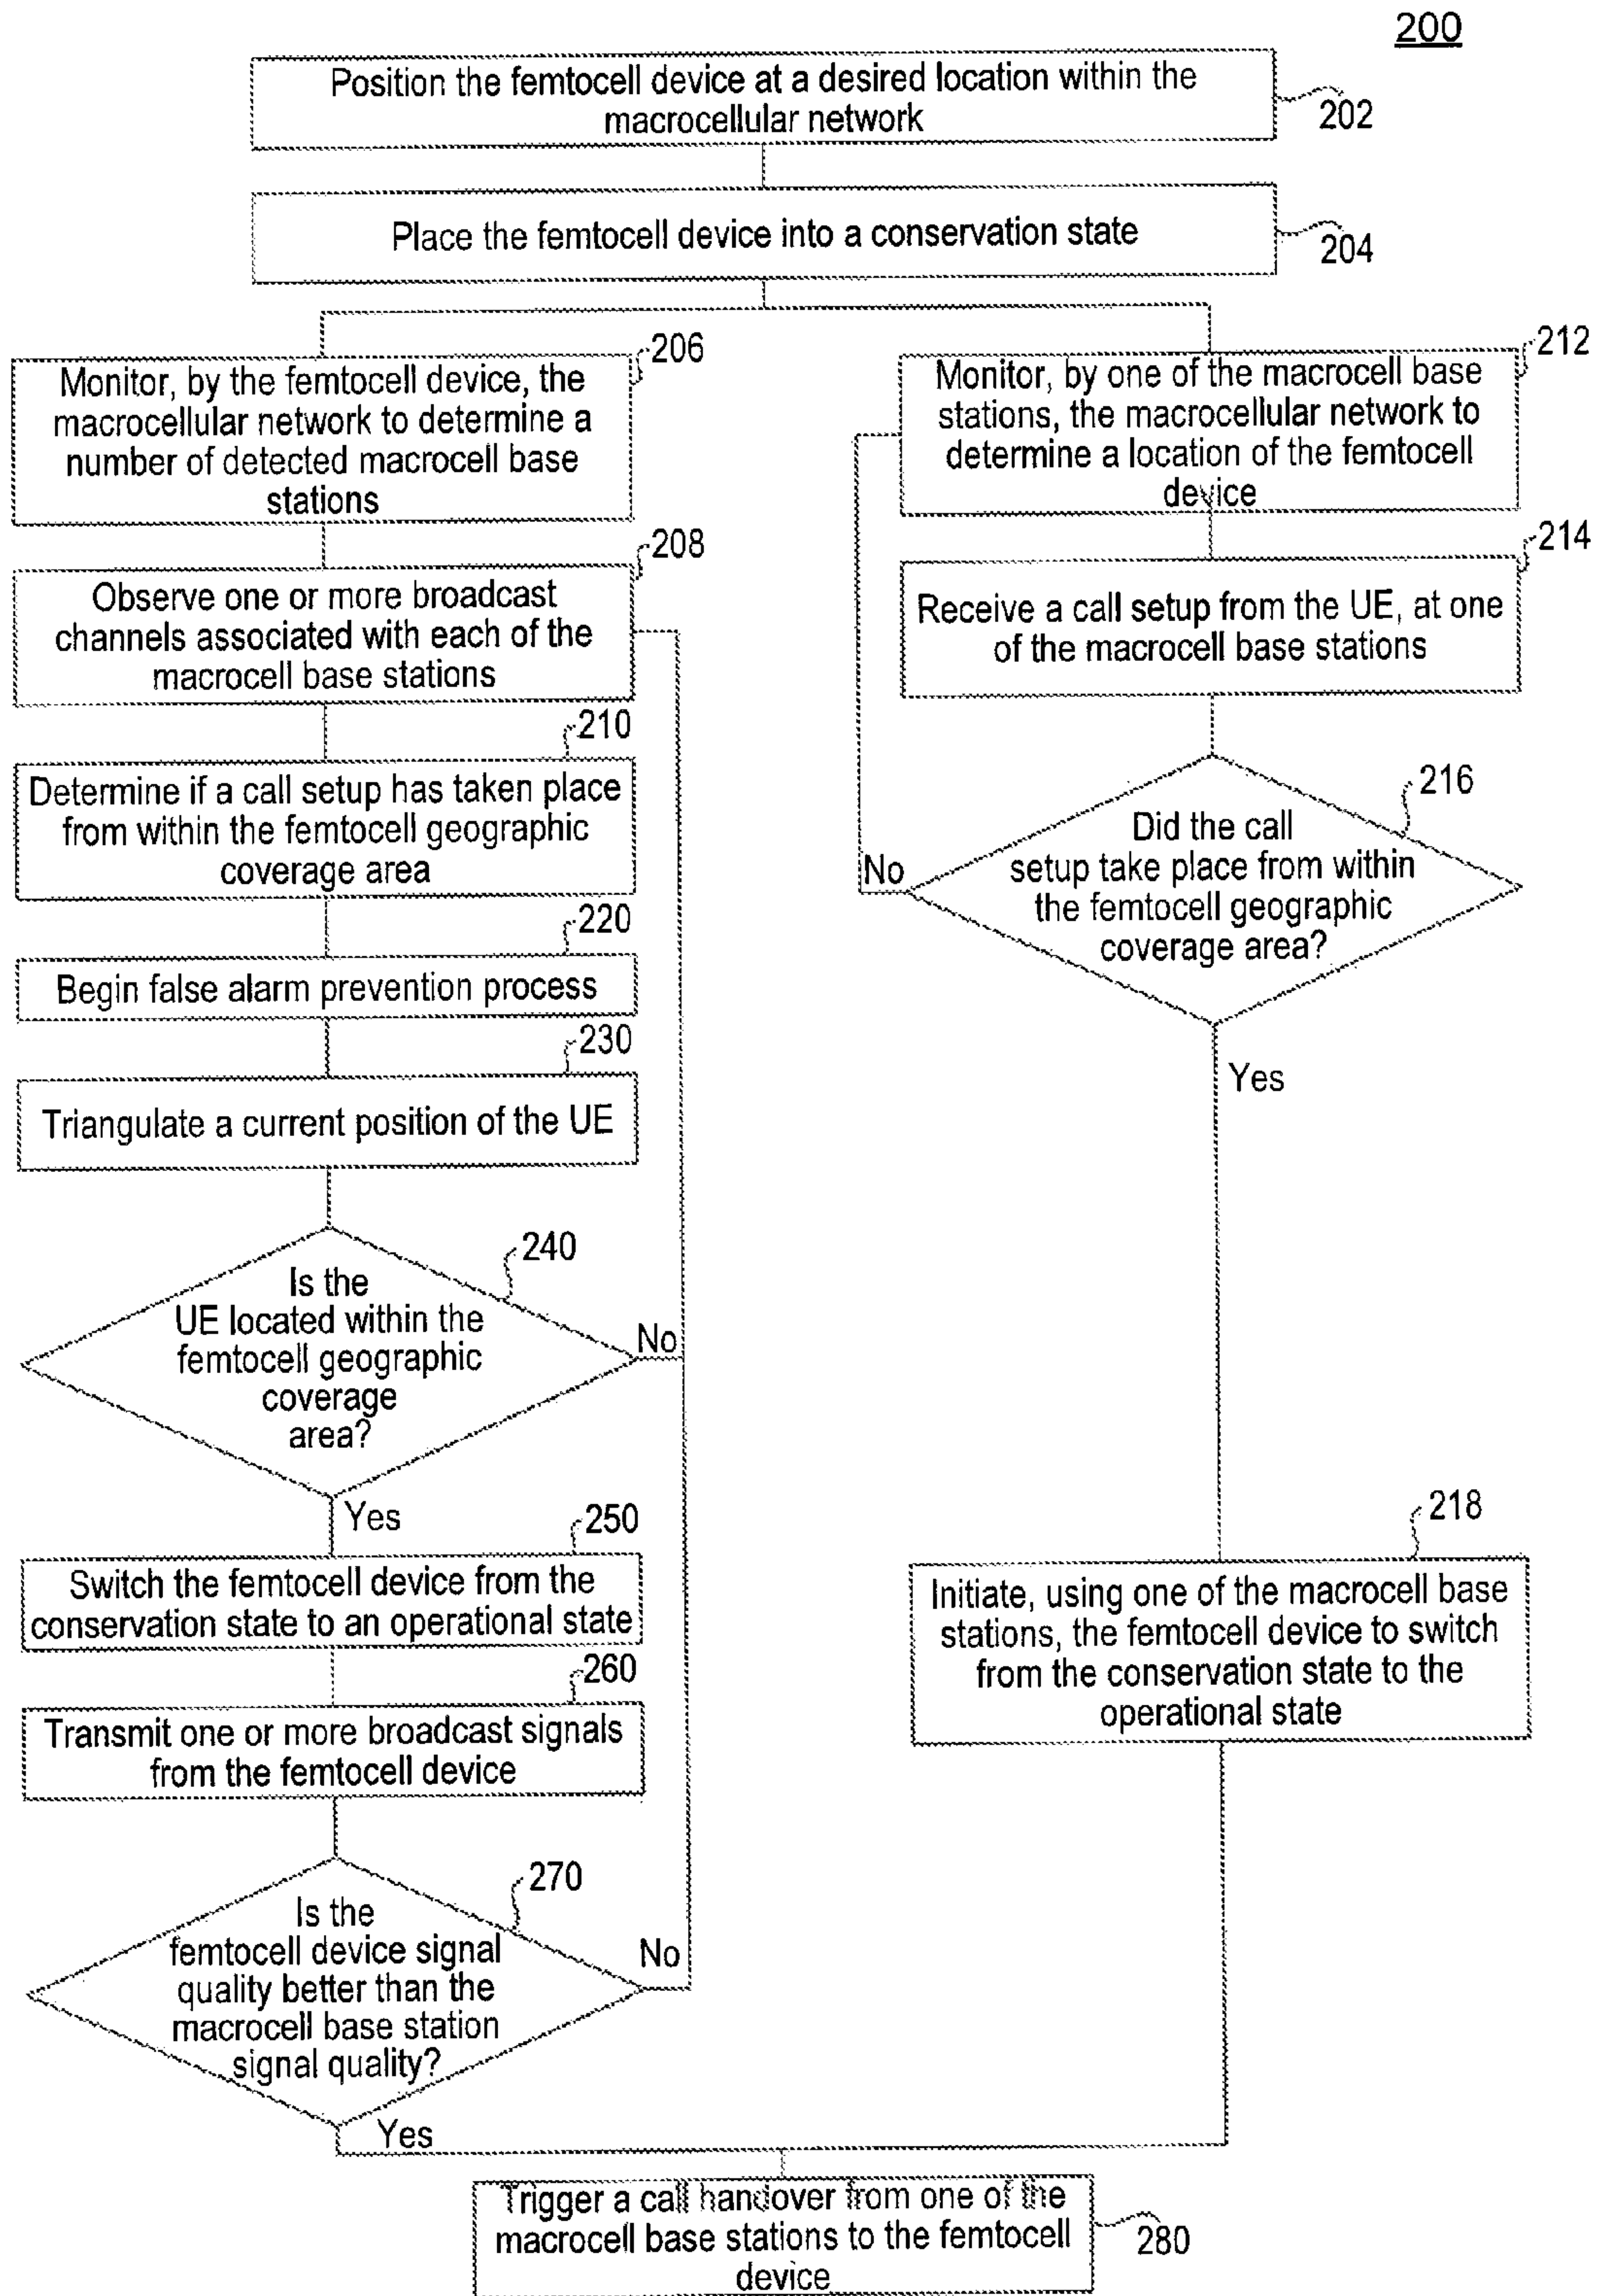 200
Position the femtocell device at a desired location within the
macrocellular network
202
Place the femtocell device into a conservation state
204
206
Monitor, by the femtocell device, the
macrocellular network to determine a
number of detected macrocell base
stations
208
Observe one or more broadcast
channels associated with each of the
macrocell base stations
210
Determine if a call setup has taken place
from within the femtocell geographic
coverage area
220
Begin false alarm prevention process
230
Triangulate a current position of the UE
240
Is the
UE located within the
femtocell geographic
coverage
area?
No
Yes
250
Switch the femtocell device from the
conservation state to an operational state
260
Transmit one or more broadcast signals
from the femtocell device
270
Is the
femtocell device signal
quality better than the
macrocell base station
signal quality?
No
Yes
212
Monitor, by one of the macrocell base
stations, the macrocellular network to
determine a location of the femtocell
device
214
Receive a call setup from the UE, at one
of the macrocell base stations
216
Did the call
setup take place from within
the femtocell geographic
coverage area?
No
Yes
218
Initiate, using one of the macrocell base
stations, the femtocell device to switch
from the conservation state to the
operational state
Trigger a call handover from one of the
macrocell base stations to the femtocell
device
280